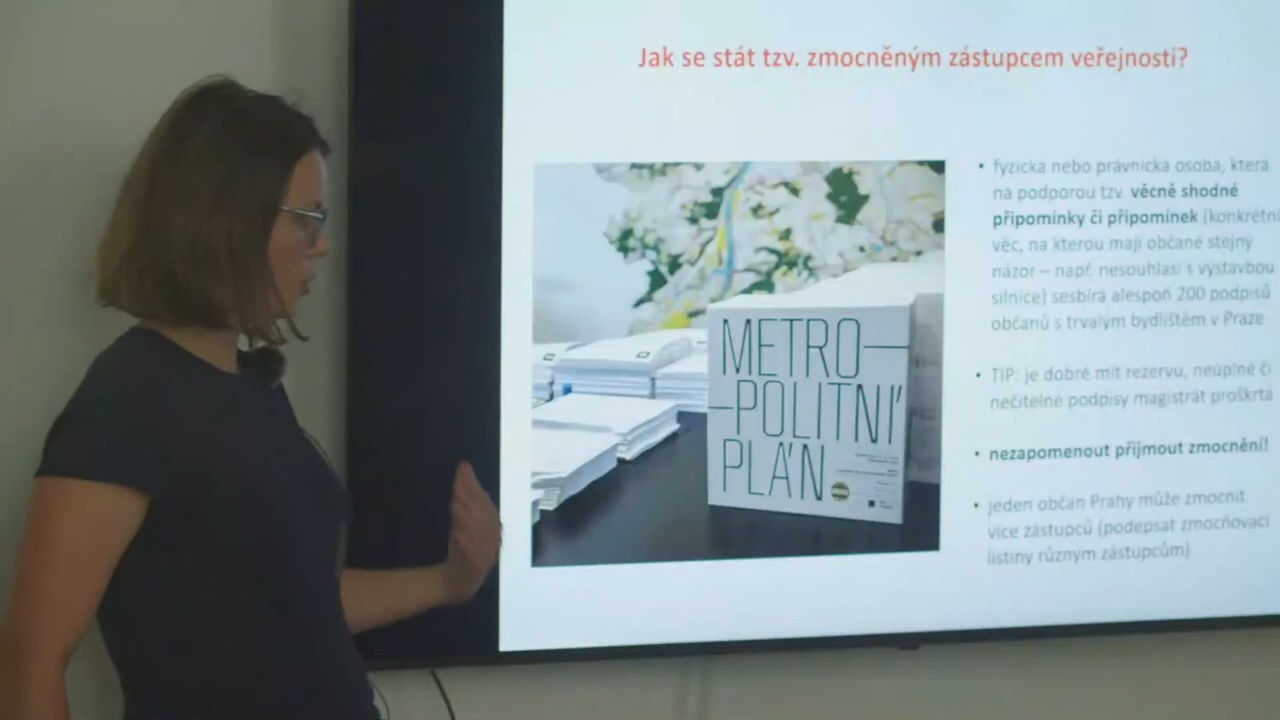 Jak se stát tzv. zmocněným zástupcem veřejnosti?
METRO—
—POLITNÍ
PLÁN
• fyzická nebo právnická osoba, která
na podporou tzv. věcně shodné
připomínky či připomínek (konkrétní
věc, na kterou mají občané stejný
názor – např. nesouhlasí s výstavbou
silnice) sesbírá alespoň 200 podpisů
občanů s trvalým bydlištěm v Praze
• TIP: je dobré mít rezervu, neúplné či
nečitelné podpisy magistrát proškrtá
• nezapomenout přijmout zmocnění!
• jeden občan Prahy může zmocnit
více zástupců (podepsat zmocňovací
listiny různým zástupcům)